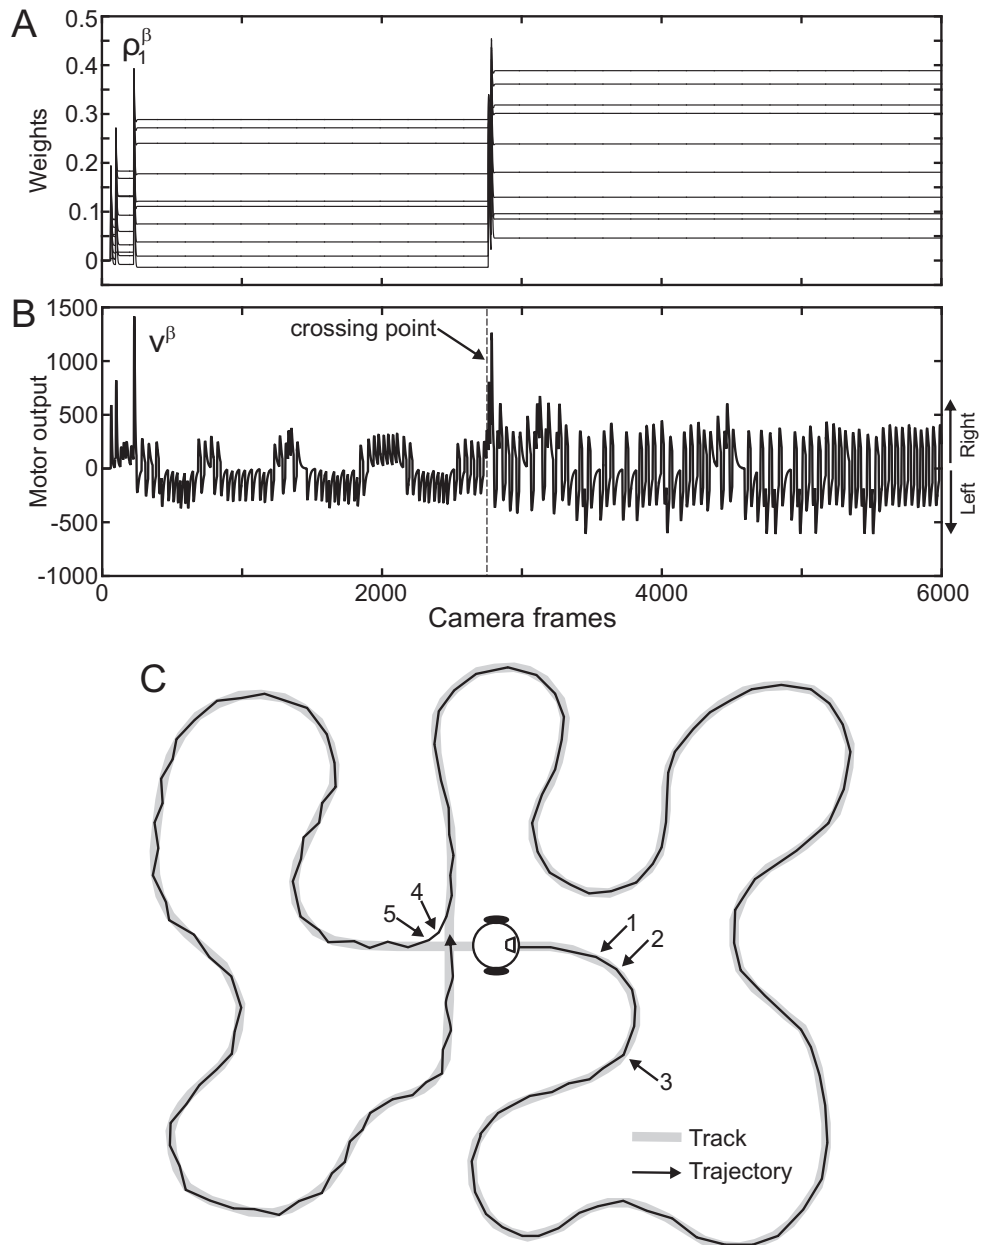 A
ρ₁ᵝ
Weights
0.5
0.4
0.3
0.2
0.1
0
B
vᵝ
crossing point
Motor output
1500
1000
500
0
-500
-1000
Right
Left
0 2000 4000 6000
Camera frames
C
4
5
1
2
3
Track
Trajectory